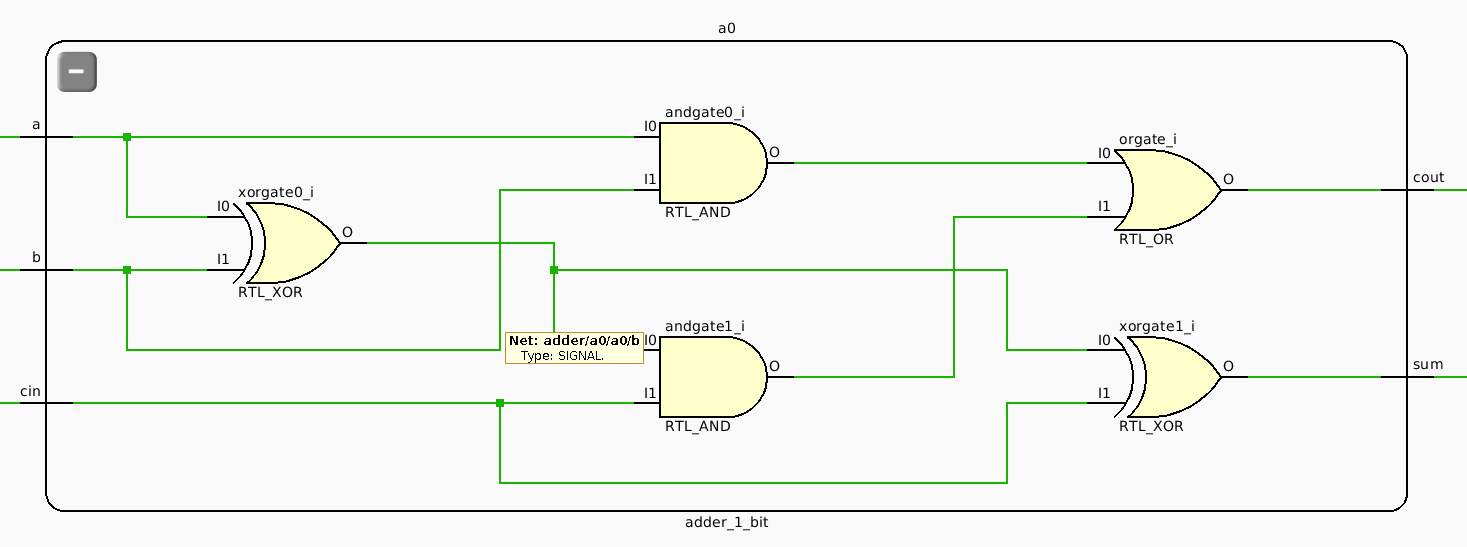 a0
a
b
cin
xorgate0_i
I0
I1
O
RTL_XOR
andgate0_i
I0
I1
O
RTL_AND
Net: adder/a0/a0/b
Type: SIGNAL.
andgate1_i
I0
I1
O
RTL_AND
orgate_i
I0
I1
O
RTL_OR
xorgate1_i
I0
I1
O
RTL_XOR
cout
sum
adder_1_bit